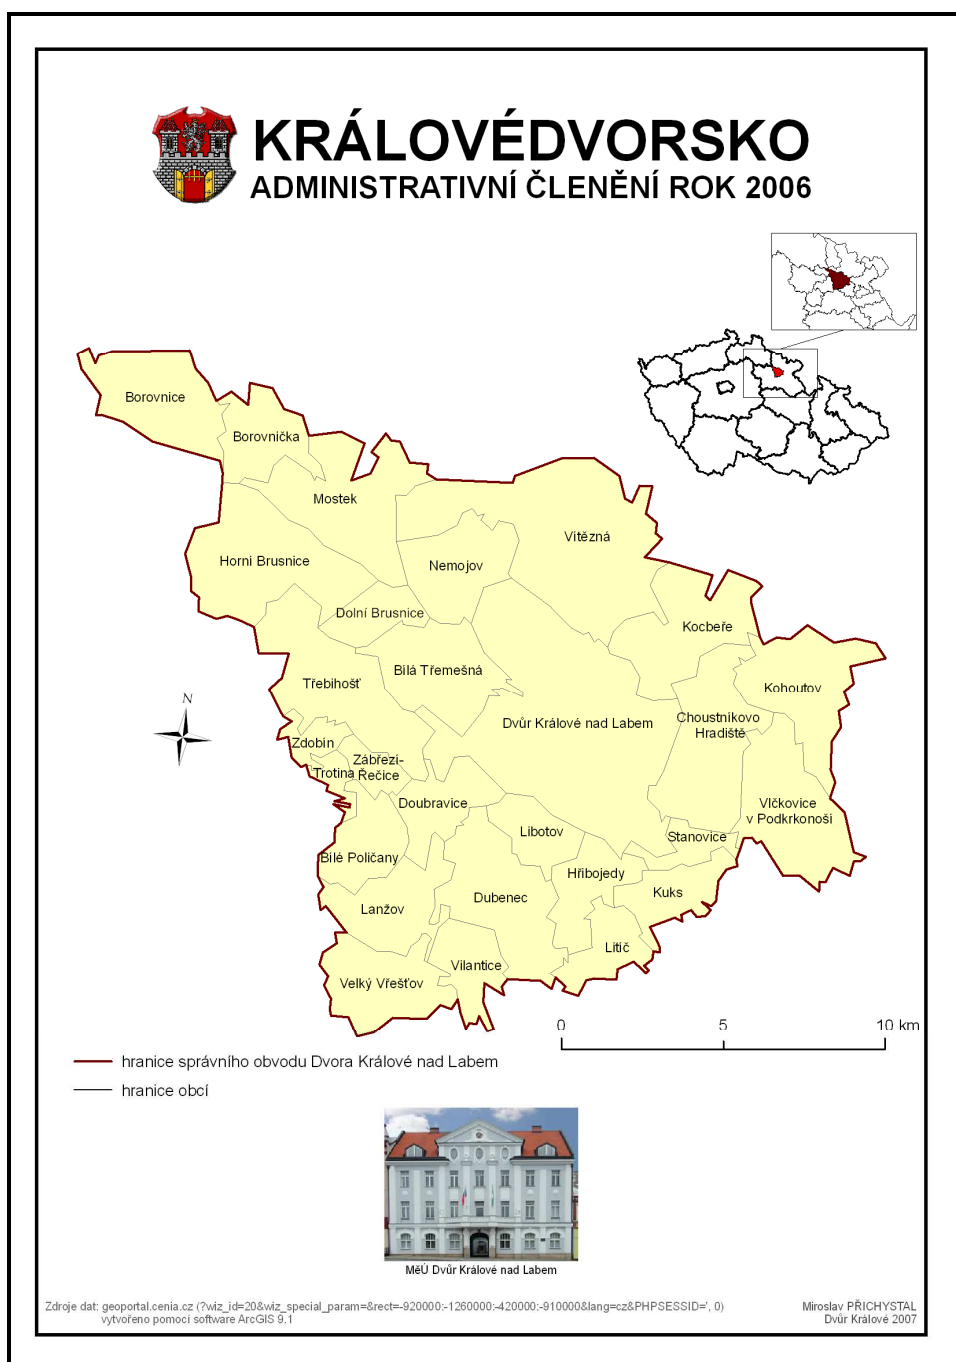 KRÁLOVÉDVORSKO
ADMINISTRATIVNÍ ČLENĚNÍ ROK 2006
Borovnice
Borovnička
Mostek
Vítězná
Horní Brusnice
Nemojov
Dolní Brusnice
Kocbeře
Bílá Třemešná
Třebihošť
Kohoutov
N
Dvůr Králové nad Labem
Choustníkovo
Hradiště
Zdobín
Zábřezí-
Řečice
Trotina
Doubravice
Vlčkovice
v Podkrkonoší
Libotov
Stanovice
Bílé Poličany
Hřibojedy
Kuks
Dubenec
Lanžov
Litíč
Vilantice
Velký Vřešťov
0 5 10 km
hranice správního obvodu Dvora Králové nad Labem
hranice obcí
MěÚ Dvůr Králové nad Labem
Zdroje dat: geoportal.cenia.cz (?wiz_id=20&wiz_special_param=&rect=-920000:-1260000:-420000:-910000&lang=cz&PHPSESSID=', 0)
vytvořeno pomocí software ArcGIS 9.1
Miroslav PŘICHYSTAL
Dvůr Králové 2007